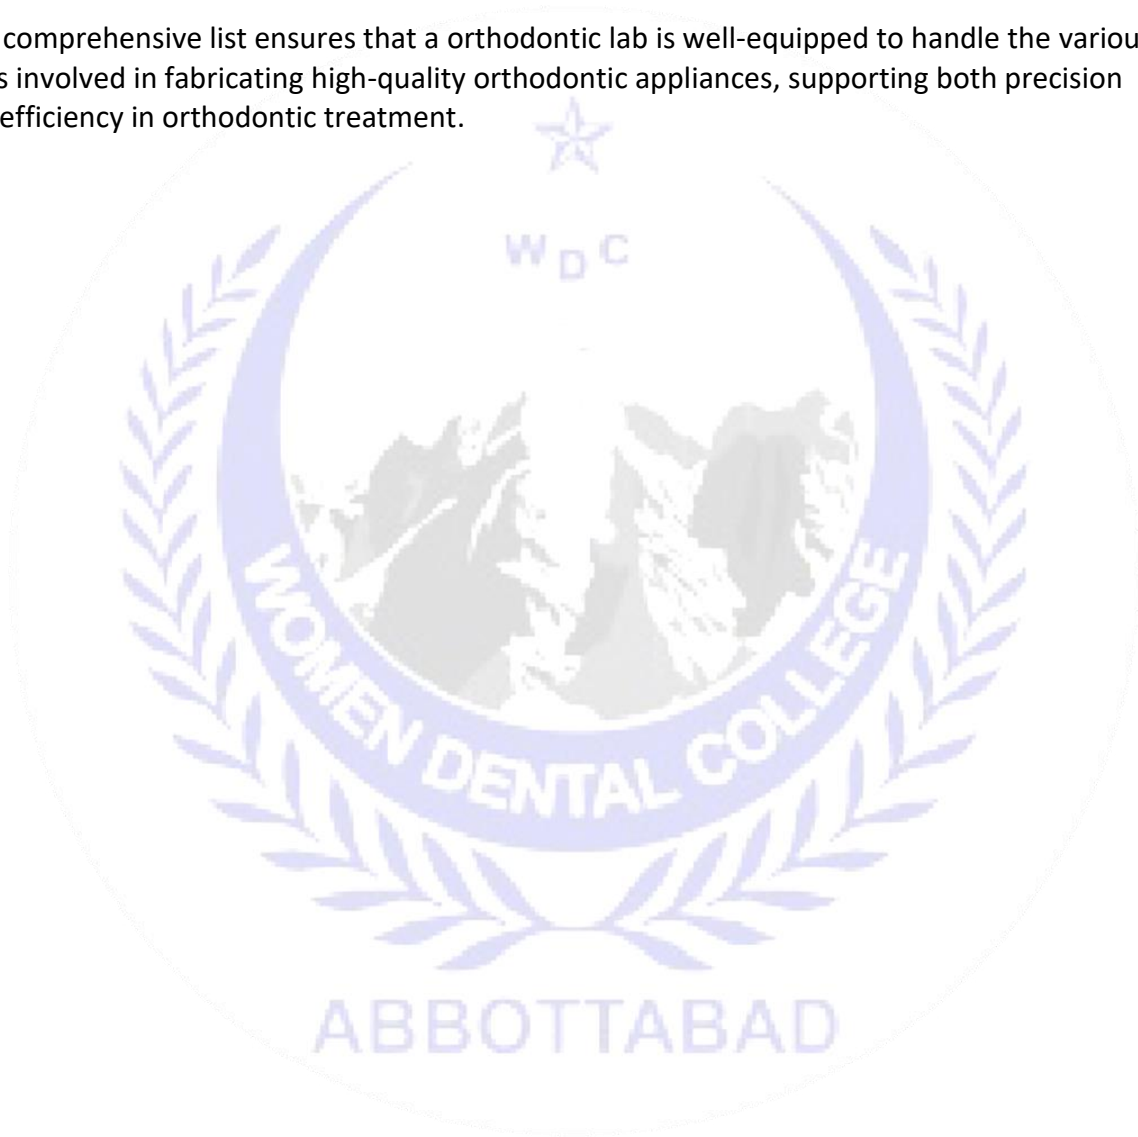 comprehensive list ensures that a orthodontic lab is well-equipped to handle the variou
s involved in fabricating high-quality orthodontic appliances, supporting both precision
efficiency in orthodontic treatment.
W D C
WOMEN DENTAL COLLEGE
ABBOTTABAD